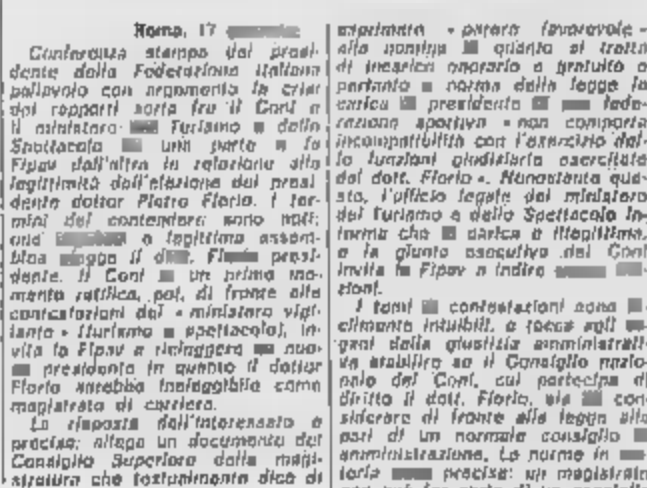 Roma, 17
Conferenza stampa del presi-
dente della Federazione italiana
pallavolo con argomento la crisi
dei rapporti sorta fra il Coni e
il ministero Turismo e dello
Spettacolo una parte e la
Fipav dall'altra in relazione alla
legittimità dell'elezione del presi-
dente dottor Pietro Florio. I ter-
mini del contendere sono noti:
una e legittima assem-
blea elegge il presi-
dente. Il Coni un primo mo-
mento ratifica, poi, di fronte alle
contestazioni del « ministero vigi-
lante » (turismo e spettacolo), in-
vita la Fipav a rieleggere nuo-
presidente in quanto il dottor
Florio sarebbe ineleggibile come
magistrato di carriera.
La risposta dell'interessato è
precisa: allega un documento del
Consiglio Superiore della magi-
stratura che testualmente dice di
esprimere « parere favorevole »
alla nomina quanto si tratta
di incarico onorario e gratuito e
pertanto a norma della legge la
carica presidente fede-
razione sportiva « non comporta
incompatibilità con l'esercizio del-
le funzioni giudiziarie esercitate
dal dott. Florio ». Nonostante que-
sto, l'ufficio legale del ministero
del Turismo e dello Spettacolo in-
forma che la carica è illegittima,
e la giunta esecutiva del Coni
invita la Fipav a indire
zioni.
I temi contestazioni sono
cilmente intuibili, e tocca agli
gani della giustizia amministrati-
va stabilire se il Consiglio nazio-
nale del Coni, cui partecipa di
diritto il dott. Florio, sia con-
siderare di fronte alla legge alla
pari di un normale consiglio
amministrazione. Le norme in
teria precise: un magistrato